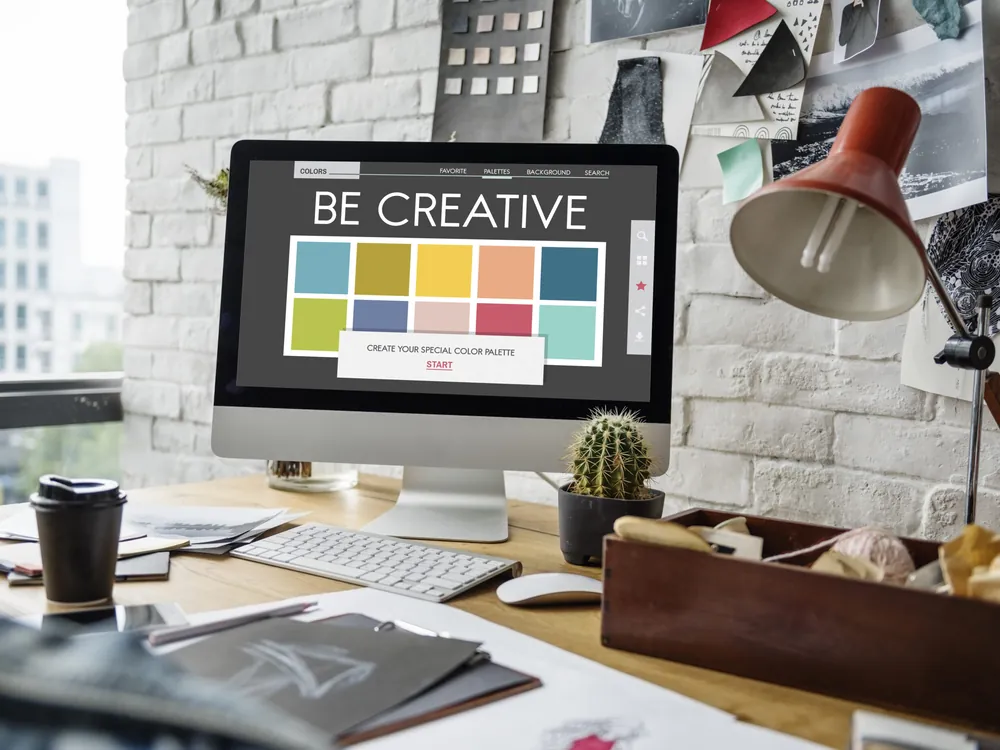 COLORS
FAVORITE PALETTES BACKGROUND SEARCH
BE CREATIVE
CREATE YOUR SPECIAL COLOR PALETTE
START